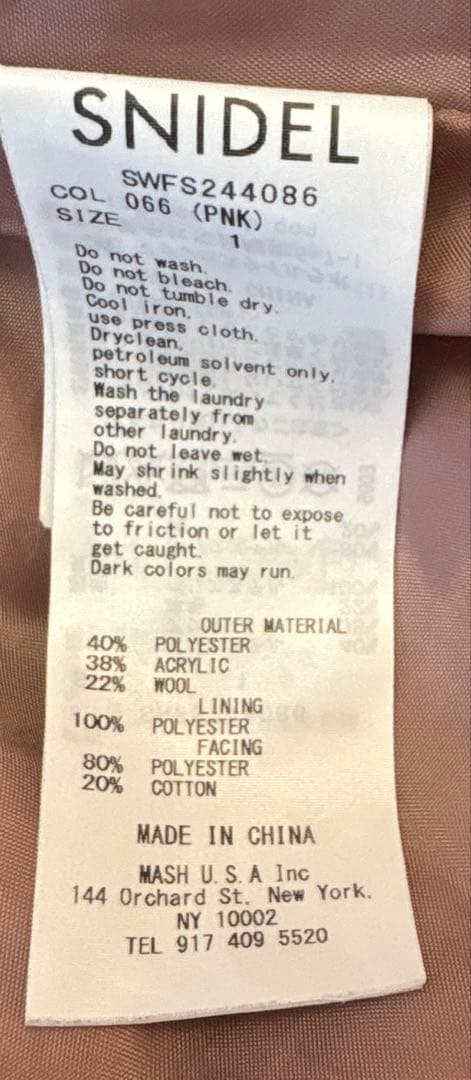 SNIDEL
SWFS244086
COL 066 (PNK)
SIZE 1
Do not wash.
Do not bleach.
Do not tumble dry.
Cool iron,
use press cloth.
Dryclean,
petroleum solvent only,
short cycle.
Wash the laundry
separately from
other laundry.
Do not leave wet.
May shrink slightly when
washed.
Be careful not to expose
to friction or let it
get caught.
Dark colors may run.
OUTER MATERIAL
40% POLYESTER
38% ACRYLIC
22% WOOL
LINING
100% POLYESTER
FACING
80% POLYESTER
20% COTTON
MADE IN CHINA
MASH U.S.A Inc
144 Orchard St. New York.
NY 10002
TEL 917 409 5520